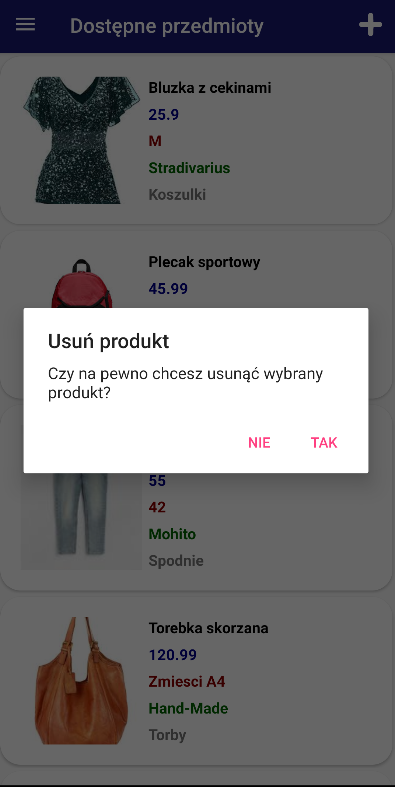 Dostępne przedmioty
Bluzka z cekinami
25.9
M
Stradivarius
Koszulki
Plecak sportowy
45.99
Usuń produkt
Czy na pewno chcesz usunąć wybrany
produkt?
NIE TAK
55
42
Mohito
Spodnie
Torebka skorzana
120.99
Zmiesci A4
Hand-Made
Torby